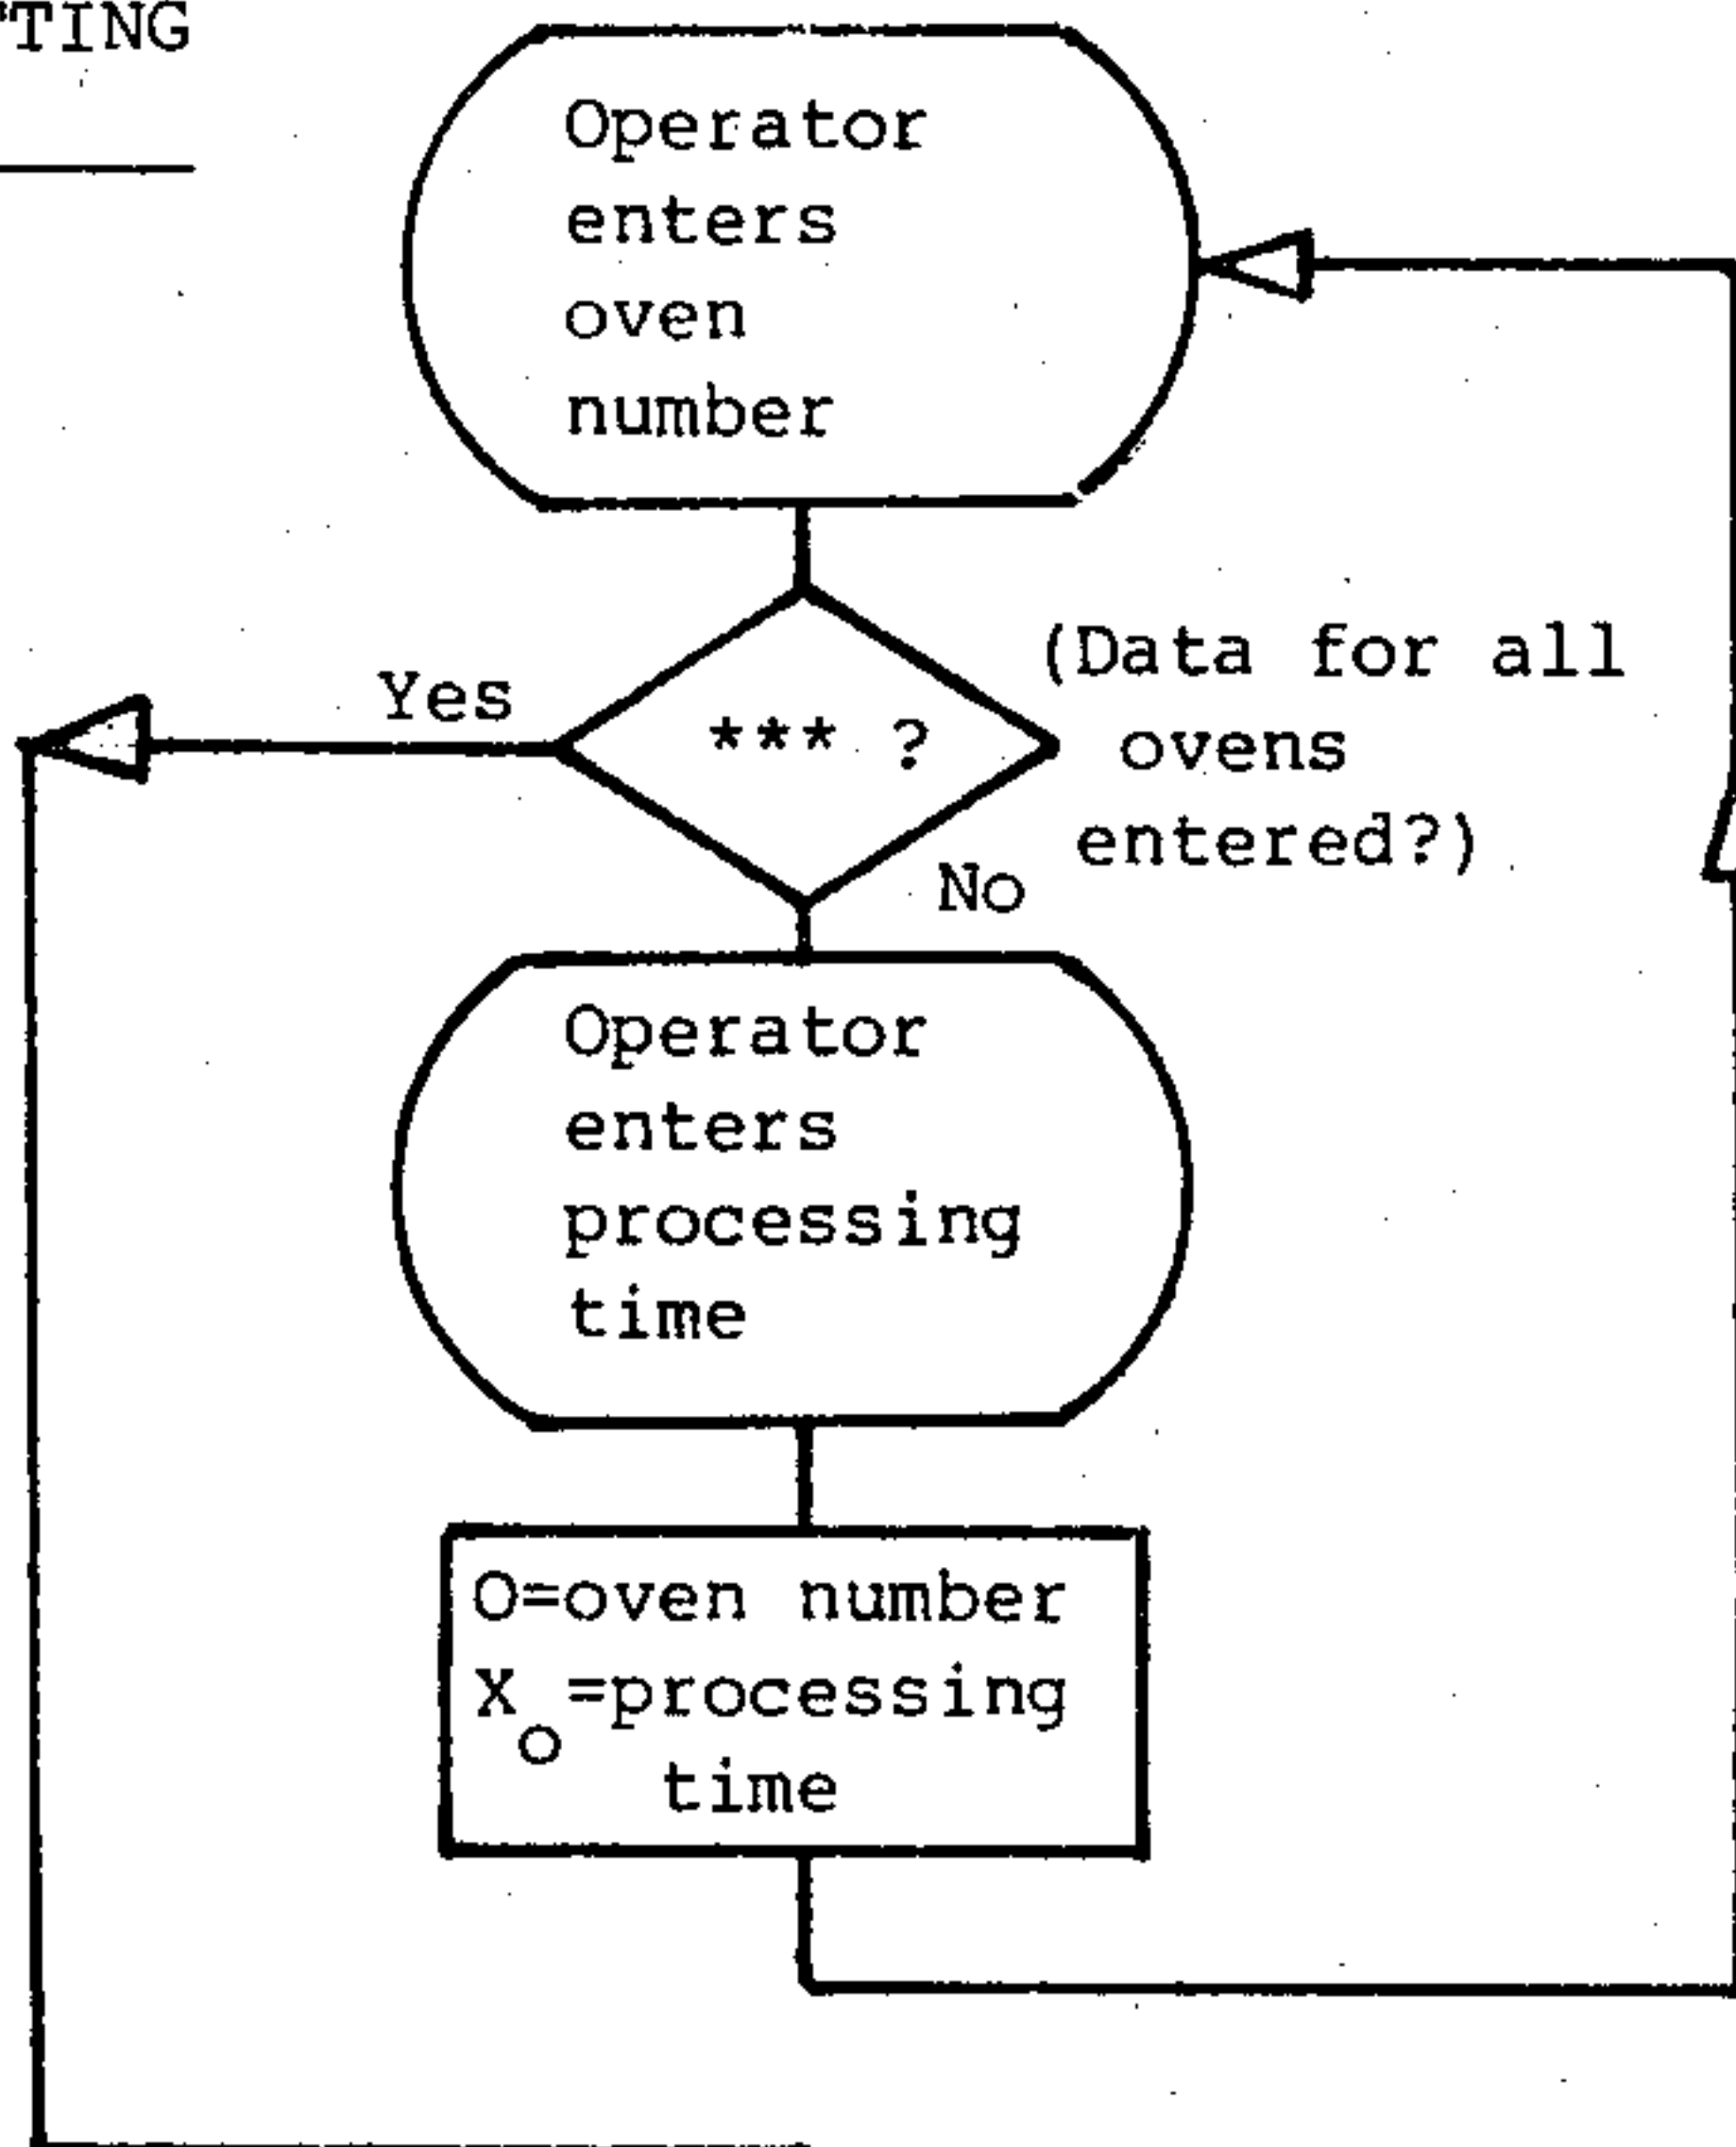 Operator
enters
oven
number
Yes
*** ?
(Data for all
ovens
entered?)
No
Operator
enters
processing
time
O=oven number
Xo =processing
time